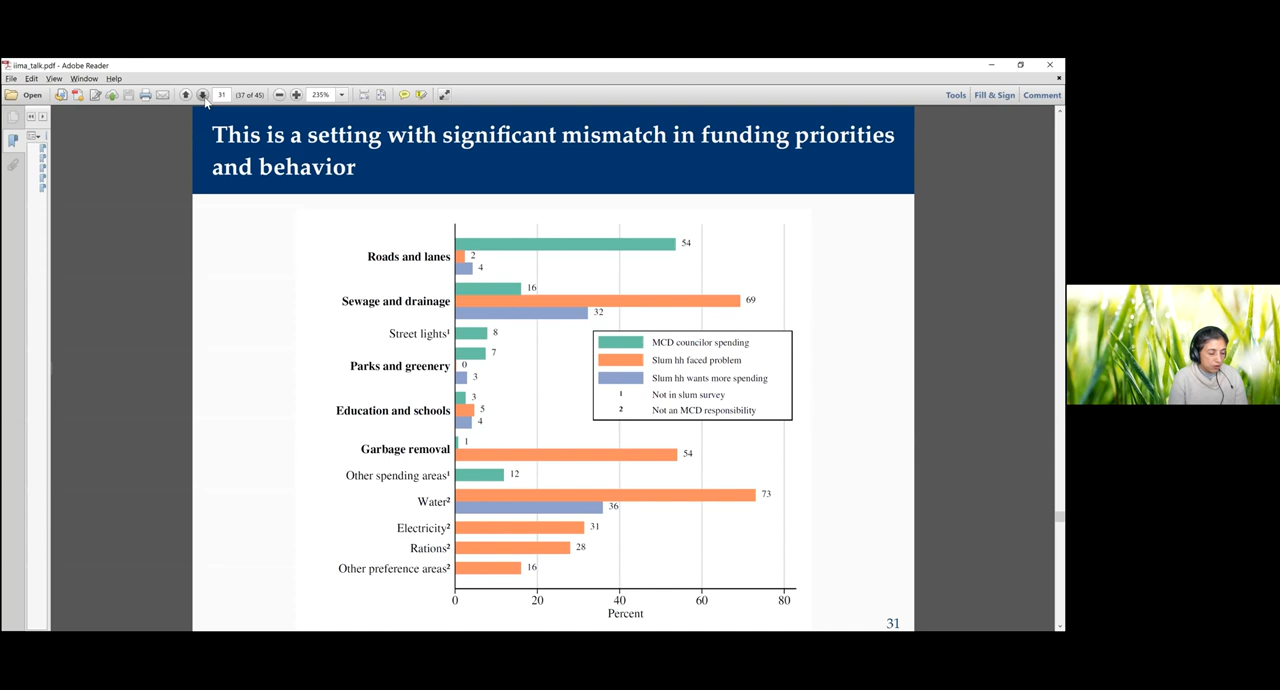 iima_talk.pdf - Adobe Reader
File Edit View Window Help
Open 31 (37 of 45) 235% Tools Fill & Sign Comment
This is a setting with significant mismatch in funding priorities
and behavior
Roads and lanes 54 2 4
Sewage and drainage 16 69 32
Street lights¹ 8
Parks and greenery 7 0 3
Education and schools 3 5 4
Garbage removal 1 54
Other spending areas¹ 12
Water² 73 36
Electricity² 31
Rations² 28
Other preference areas² 16
0 20 40 60 80
Percent
MCD councilor spending
Slum hh faced problem
Slum hh wants more spending
1 Not in slum survey
2 Not an MCD responsibility
31